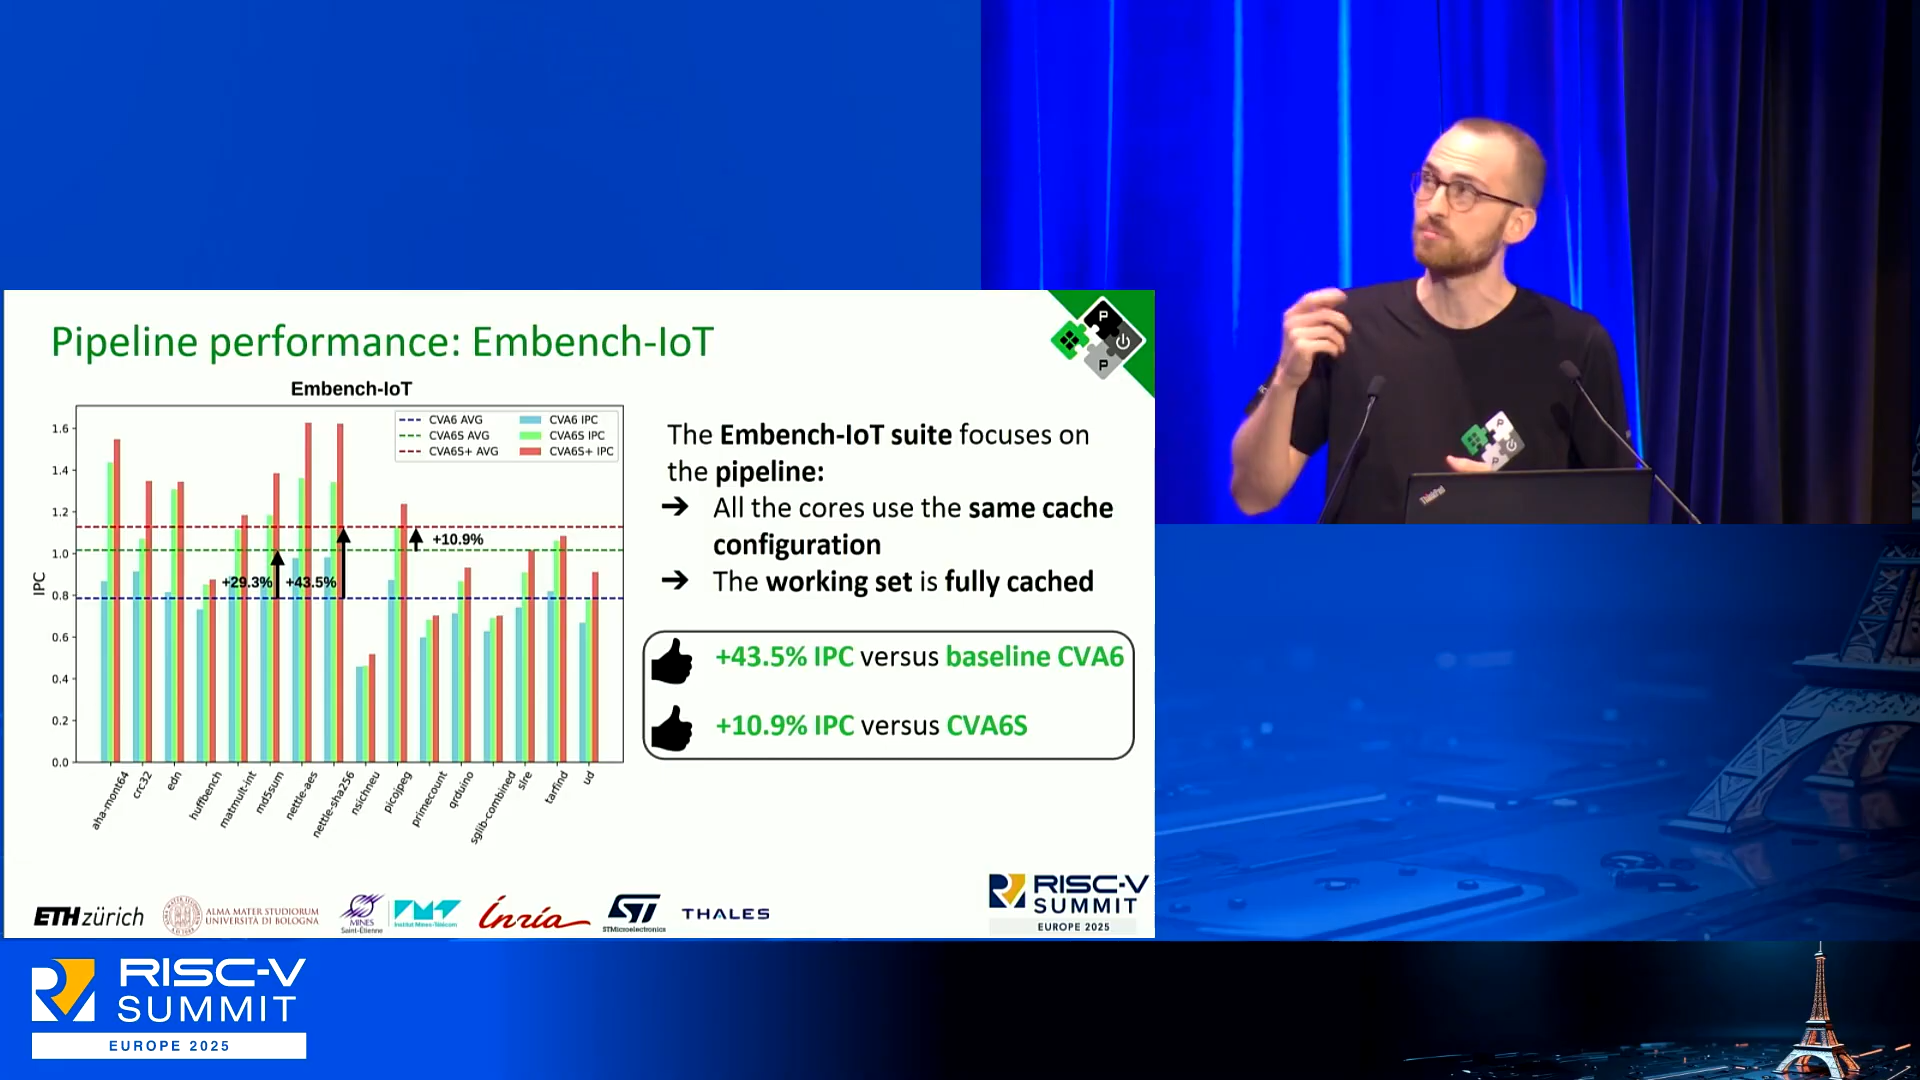 Pipeline performance: Embench-IoT
P
P
Embench-IoT
CVA6 AVG
CVA6S AVG
CVA6S+ AVG
CVA6 IPC
CVA6S IPC
CVA6S+ IPC
1.6
1.4
1.2
1.0
0.8
0.6
0.4
0.2
0.0
IPC
+29.3%
+43.5%
+10.9%
aha-mont64
crc32
edn
huffbench
matmult-int
md5sum
nettle-aes
nettle-sha256
nsichneu
picojpeg
primecount
qrduino
sglib-combined
slre
tarfind
ud
The Embench-IoT suite focuses on
the pipeline:
➔ All the cores use the same cache
configuration
➔ The working set is fully cached
+43.5% IPC versus baseline CVA6
+10.9% IPC versus CVA6S
ETH zürich
ALMA MATER STUDIORUM
UNIVERSITÀ DI BOLOGNA
MINES
Saint-Étienne
Institut Mines-Télécom
Inria
ST
STMicroelectronics
THALES
RISC-V
SUMMIT
EUROPE 2025
ThinkPad
P
P
RISC-V
SUMMIT
EUROPE 2025